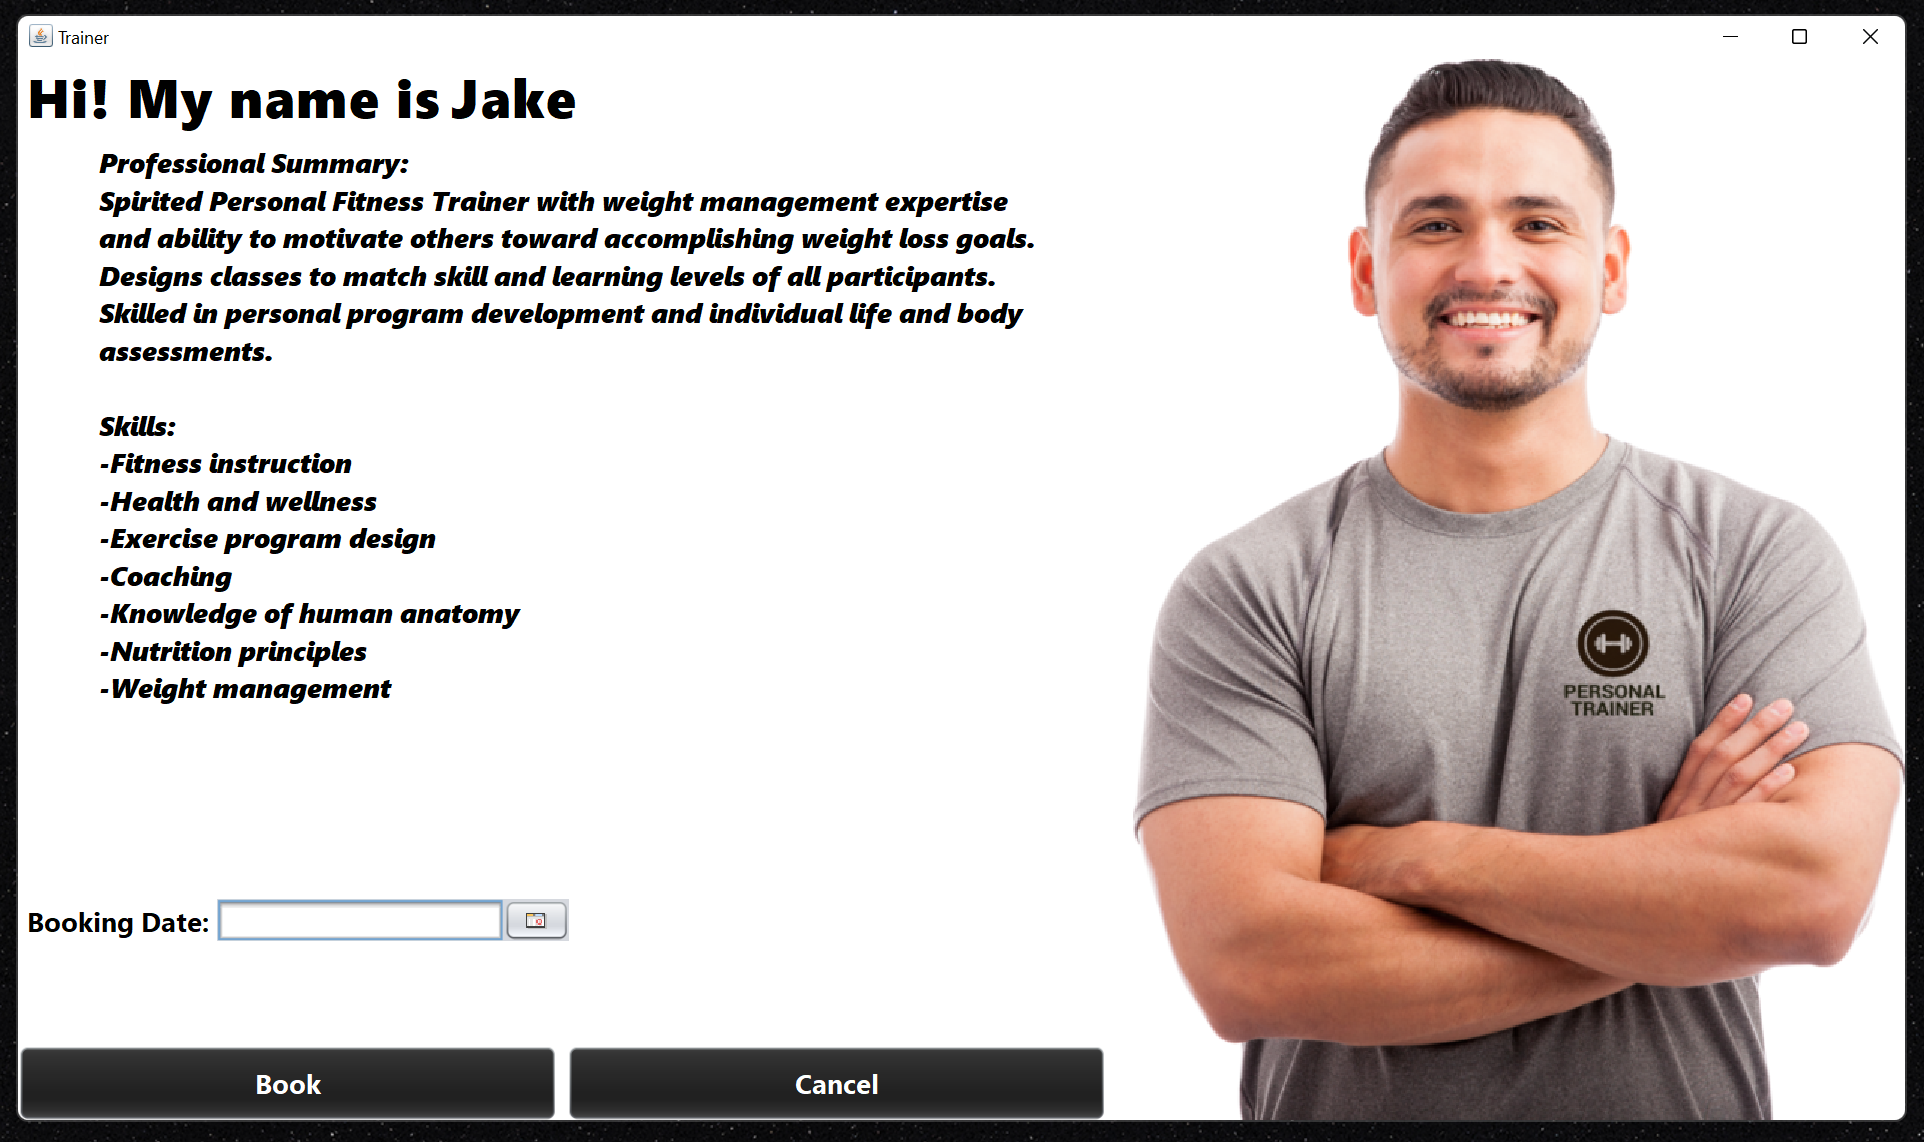 Trainer
Hi! My name is Jake
Professional Summary:
Spirited Personal Fitness Trainer with weight management expertise
and ability to motivate others toward accomplishing weight loss goals.
Designs classes to match skill and learning levels of all participants.
Skilled in personal program development and individual life and body
assessments.
Skills:
-Fitness instruction
-Health and wellness
-Exercise program design
-Coaching
-Knowledge of human anatomy
-Nutrition principles
-Weight management
PERSONAL
TRAINER
Booking Date:
Book
Cancel